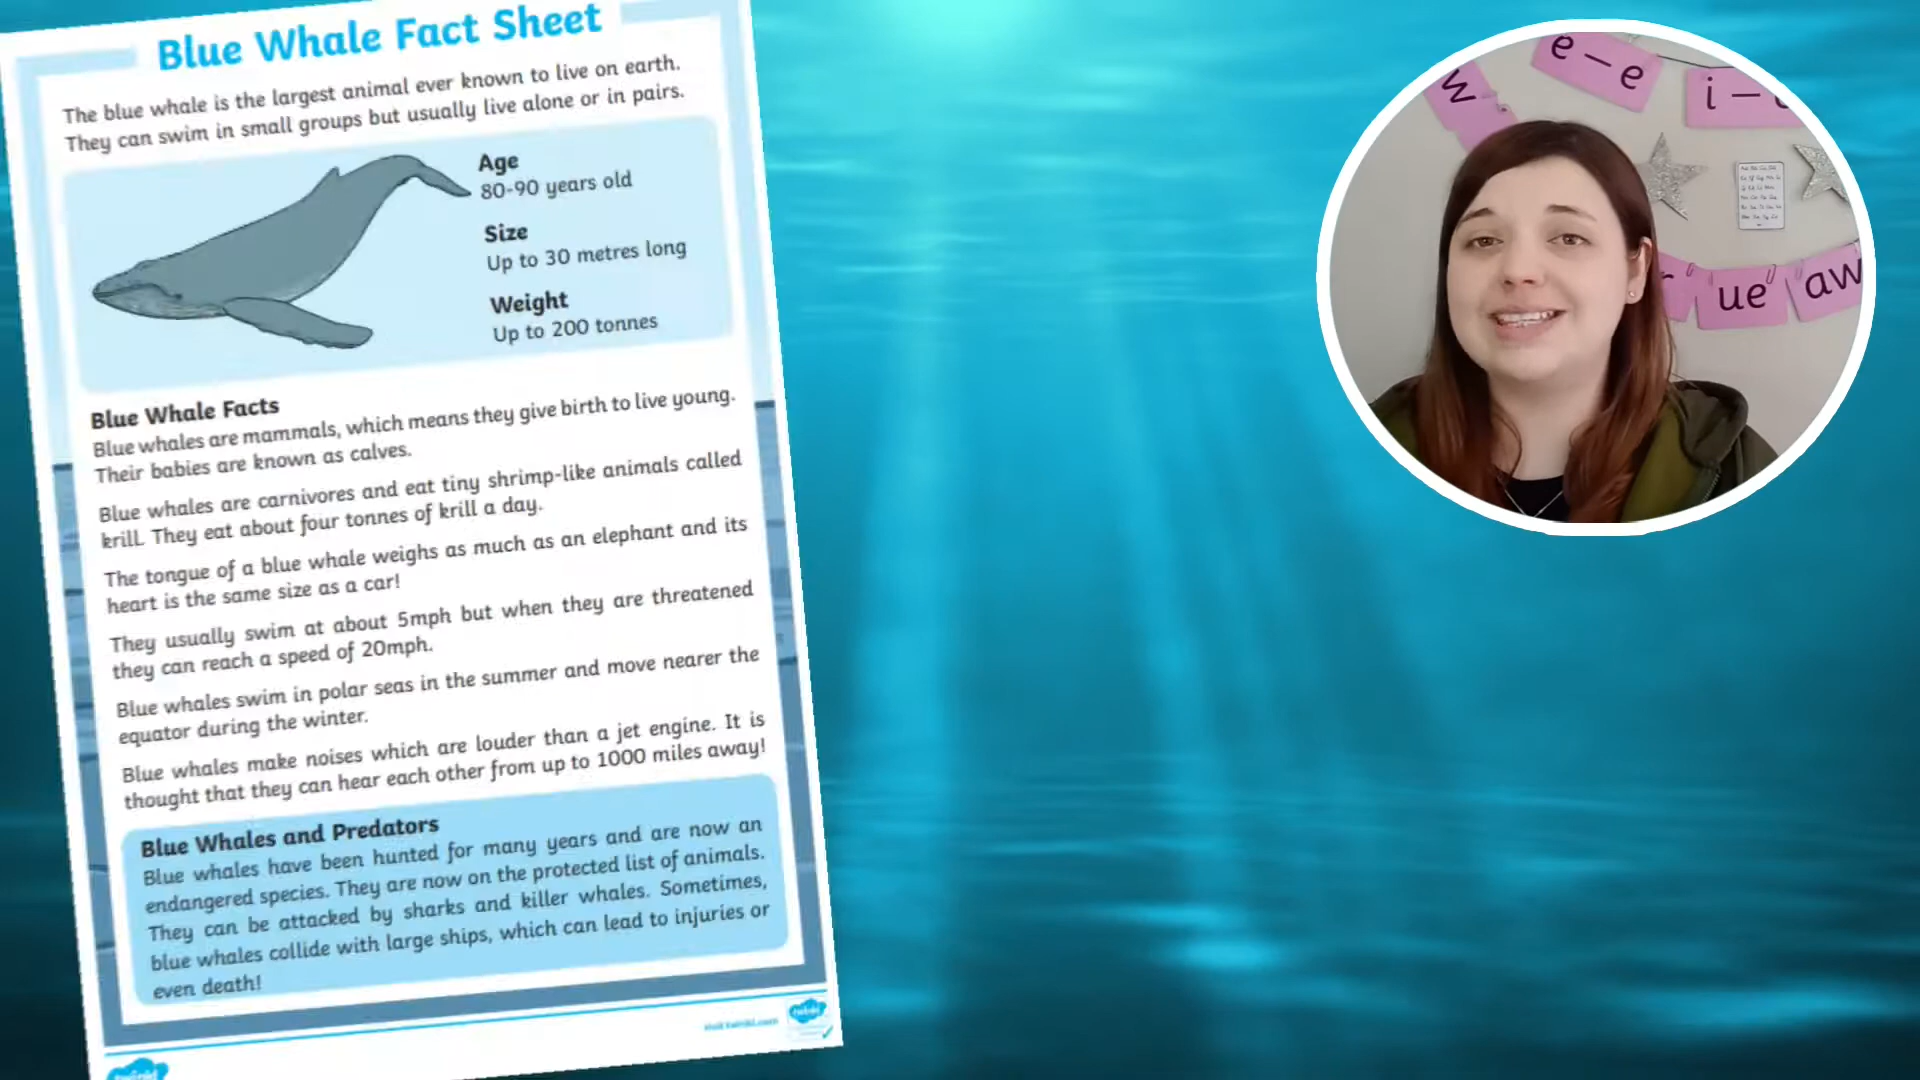 Blue Whale Fact Sheet
The blue whale is the largest animal ever known to live on earth.
They can swim in small groups but usually live alone or in pairs.
Age
80-90 years old
Size
Up to 30 metres long
Weight
Up to 200 tonnes
Blue Whale Facts
Blue whales are mammals, which means they give birth to live young.
Their babies are known as calves.
Blue whales are carnivores and eat tiny shrimp-like animals called
krill. They eat about four tonnes of krill a day.
The tongue of a blue whale weighs as much as an elephant and its
heart is the same size as a car!
They usually swim at about 5mph but when they are threatened
they can reach a speed of 20mph.
Blue whales swim in polar seas in the summer and move nearer the
equator during the winter.
Blue whales make noises which are louder than a jet engine. It is
thought that they can hear each other from up to 1000 miles away!
Blue Whales and Predators
Blue whales have been hunted for many years and are now an
endangered species. They are now on the protected list of animals.
They can be attacked by sharks and killer whales. Sometimes,
blue whales collide with large ships, which can lead to injuries or
even death!
visit twinkl.com
twinkl
twinkl
e–e
i–
ue
aw